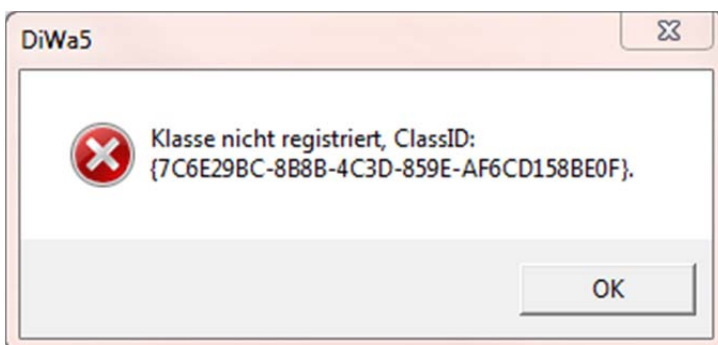 DiWa5
Klasse nicht registriert, ClassID:
{7C6E29BC-8B8B-4C3D-859E-AF6CD158BE0F}.
OK